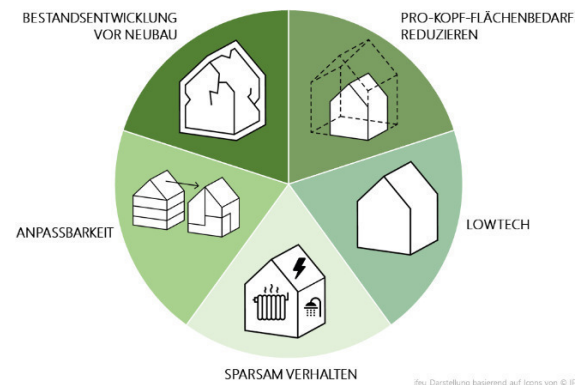 BESTANDSENTWICKLUNG
VOR NEUBAU
PRO-KOPF-FLÄCHENBEDARF
REDUZIEREN
ANPASSBARKEIT
LOWTECH
SPARSAM VERHALTEN
ifeu Darstellung basierend auf Icons von ©